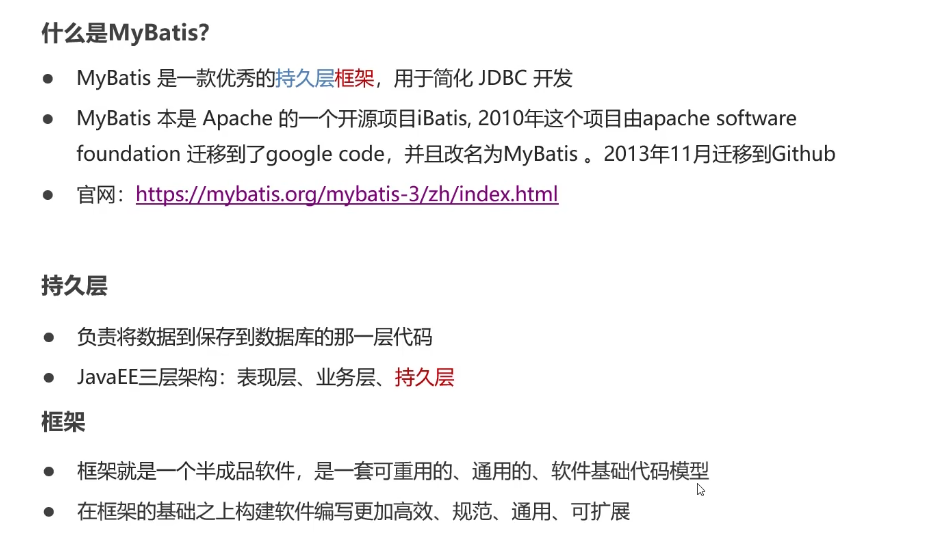 什么是MyBatis?
● MyBatis 是一款优秀的持久层框架，用于简化 JDBC 开发
● MyBatis 本是 Apache 的一个开源项目iBatis, 2010年这个项目由apache software
foundation 迁移到了google code，并且改名为MyBatis 。2013年11月迁移到Github
● 官网：https://mybatis.org/mybatis-3/zh/index.html
持久层
● 负责将数据到保存到数据库的那一层代码
● JavaEE三层架构：表现层、业务层、持久层
框架
● 框架就是一个半成品软件，是一套可重用的、通用的、软件基础代码模型
● 在框架的基础之上构建软件编写更加高效、规范、通用、可扩展